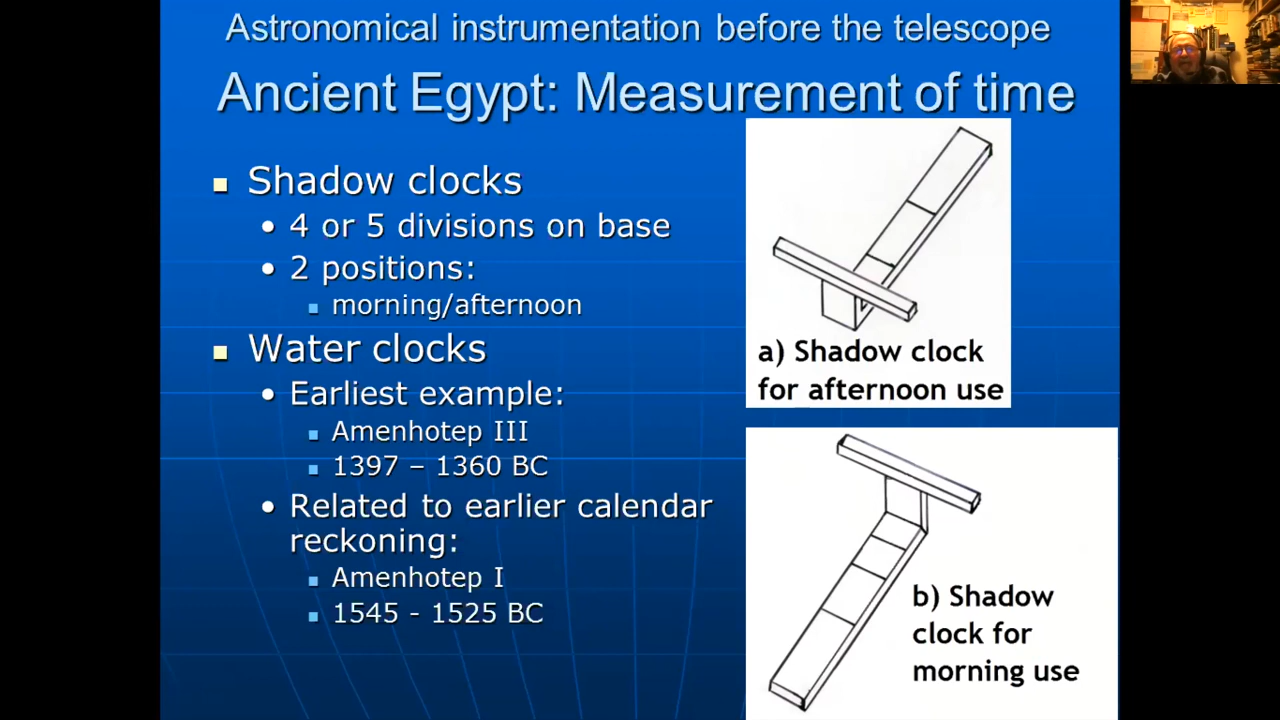 Astronomical instrumentation before the telescope
Ancient Egypt: Measurement of time
Shadow clocks
4 or 5 divisions on base
2 positions:
morning/afternoon
Water clocks
Earliest example:
Amenhotep III
1397 – 1360 BC
Related to earlier calendar
reckoning:
Amenhotep I
1545 - 1525 BC
a) Shadow clock
for afternoon use
b) Shadow
clock for
morning use